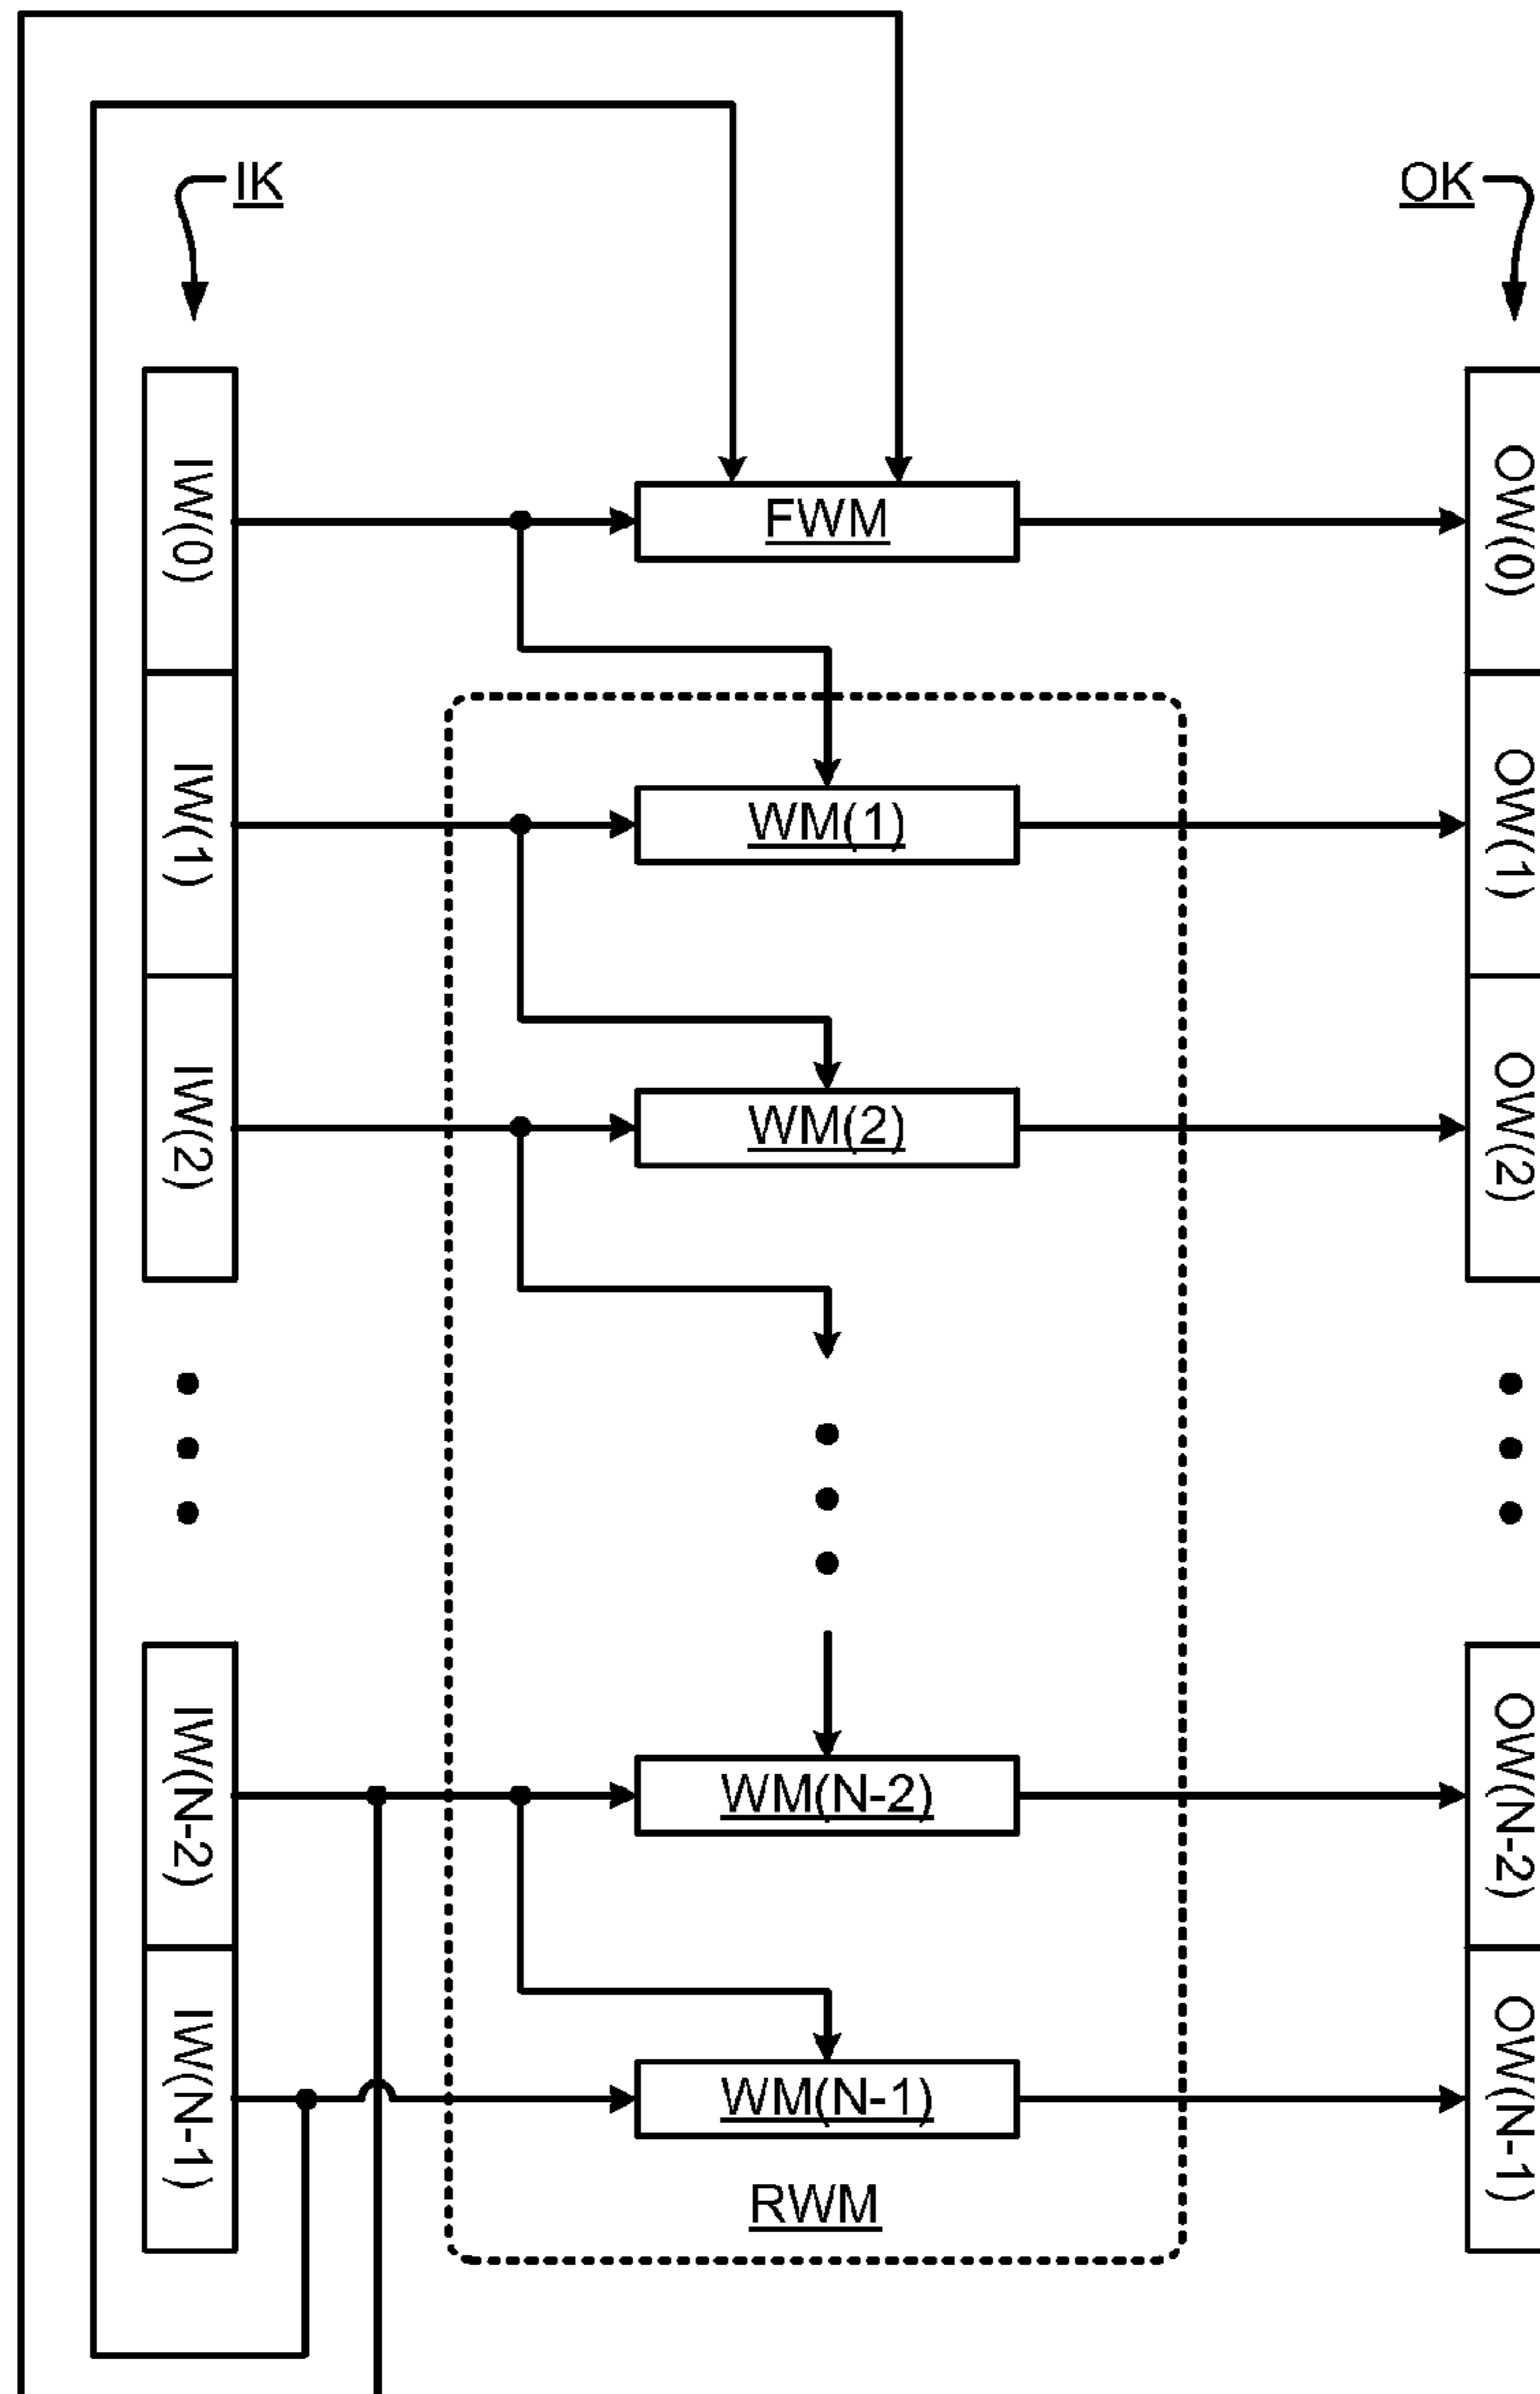 IK
OK
IW(0)
FWM
OW(0)
IW(1)
WM(1)
OW(1)
IW(2)
WM(2)
OW(2)
IW(N-2)
WM(N-2)
OW(N-2)
IW(N-1)
WM(N-1)
OW(N-1)
RWM